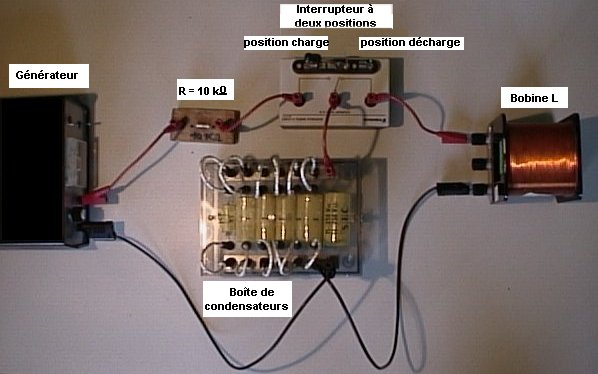 Interrupteur à
deux positions
position charge
position décharge
Générateur
R = 10 kΩ
Bobine L
Boîte de
condensateurs